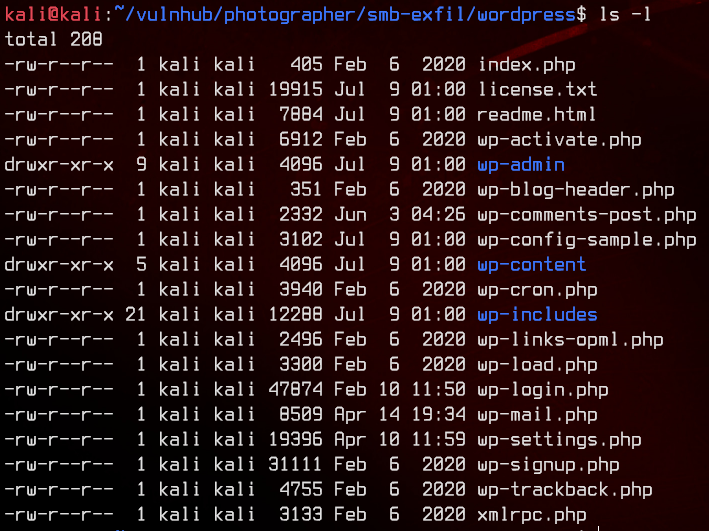 kali@kali:~/vulnhub/photographer/smb-exfil/wordpress$ ls -l
total 208
-rw-r--r--  1 kali kali   405 Feb  6  2020 index.php
-rw-r--r--  1 kali kali 19915 Jul  9 01:00 license.txt
-rw-r--r--  1 kali kali  7884 Jul  9 01:00 readme.html
-rw-r--r--  1 kali kali  6912 Feb  6  2020 wp-activate.php
drwxr-xr-x  9 kali kali  4096 Jul  9 01:00 wp-admin
-rw-r--r--  1 kali kali   351 Feb  6  2020 wp-blog-header.php
-rw-r--r--  1 kali kali  2332 Jun  3 04:26 wp-comments-post.php
-rw-r--r--  1 kali kali  3102 Jul  9 01:00 wp-config-sample.php
drwxr-xr-x  5 kali kali  4096 Jul  9 01:00 wp-content
-rw-r--r--  1 kali kali  3940 Feb  6  2020 wp-cron.php
drwxr-xr-x 21 kali kali 12288 Jul  9 01:00 wp-includes
-rw-r--r--  1 kali kali  2496 Feb  6  2020 wp-links-opml.php
-rw-r--r--  1 kali kali  3300 Feb  6  2020 wp-load.php
-rw-r--r--  1 kali kali 47874 Feb 10 11:50 wp-login.php
-rw-r--r--  1 kali kali  8509 Apr 14 19:34 wp-mail.php
-rw-r--r--  1 kali kali 19396 Apr 10 11:59 wp-settings.php
-rw-r--r--  1 kali kali 31111 Feb  6  2020 wp-signup.php
-rw-r--r--  1 kali kali  4755 Feb  6  2020 wp-trackback.php
-rw-r--r--  1 kali kali  3133 Feb  6  2020 xmlrpc.php